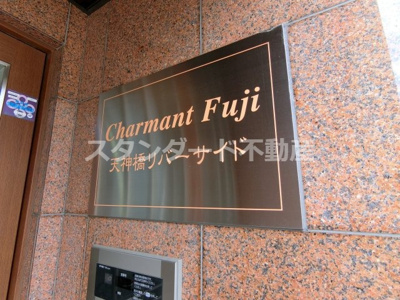 Charmant Fuji
天神橋リバーサイド
スタンダード不動産